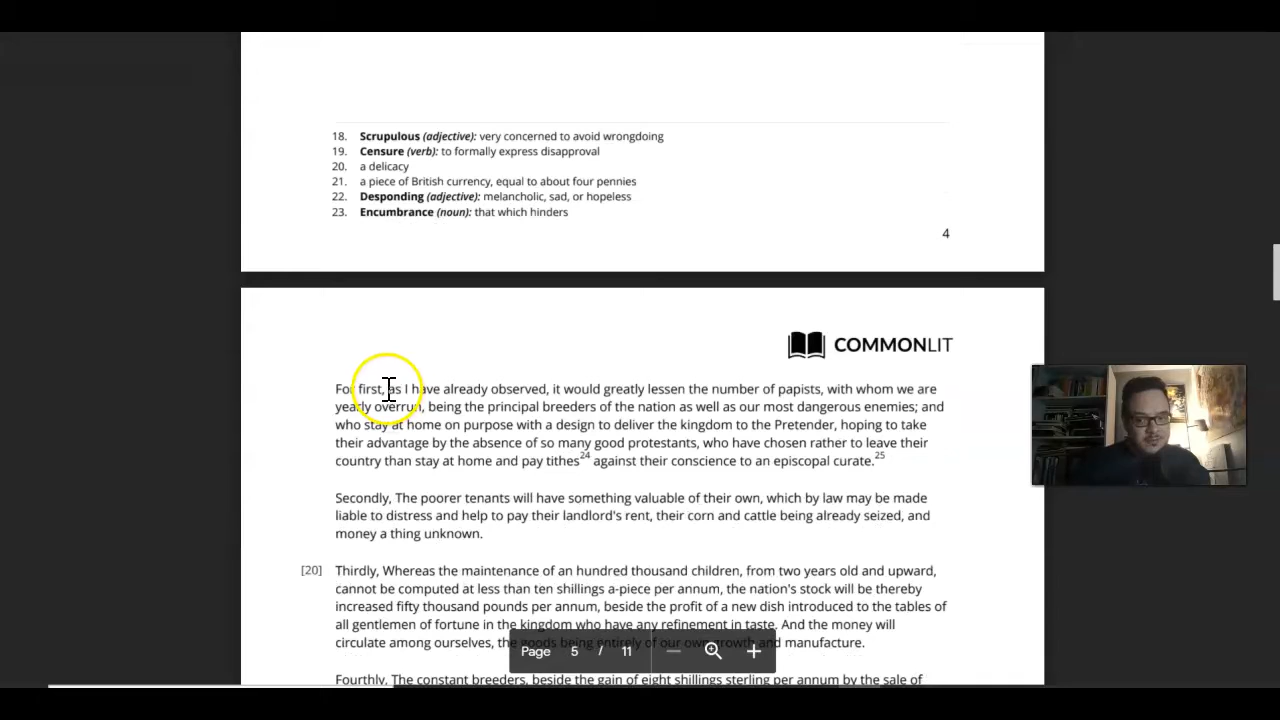 18. Scrupulous (adjective): very concerned to avoid wrongdoing
19. Censure (verb): to formally express disapproval
20. a delicacy
21. a piece of British currency, equal to about four pennies
22. Desponding (adjective): melancholic, sad, or hopeless
23. Encumbrance (noun): that which hinders
4
COMMONLIT
For first, as I have already observed, it would greatly lessen the number of papists, with whom we are
yearly overrun, being the principal breeders of the nation as well as our most dangerous enemies; and
who stay at home on purpose with a design to deliver the kingdom to the Pretender, hoping to take
their advantage by the absence of so many good protestants, who have chosen rather to leave their
country than stay at home and pay tithes24 against their conscience to an episcopal curate.25
Secondly, The poorer tenants will have something valuable of their own, which by law may be made
liable to distress and help to pay their landlord's rent, their corn and cattle being already seized, and
money a thing unknown.
[20] Thirdly, Whereas the maintenance of an hundred thousand children, from two years old and upward,
cannot be computed at less than ten shillings a-piece per annum, the nation's stock will be thereby
increased fifty thousand pounds per annum, beside the profit of a new dish introduced to the tables of
all gentlemen of fortune in the kingdom who have any refinement in taste. And the money will
circulate among ourselves, the goods being entirely of our own growth and manufacture.
Page 5 / 11
Fourthly, The constant breeders, beside the gain of eight shillings sterling per annum by the sale of